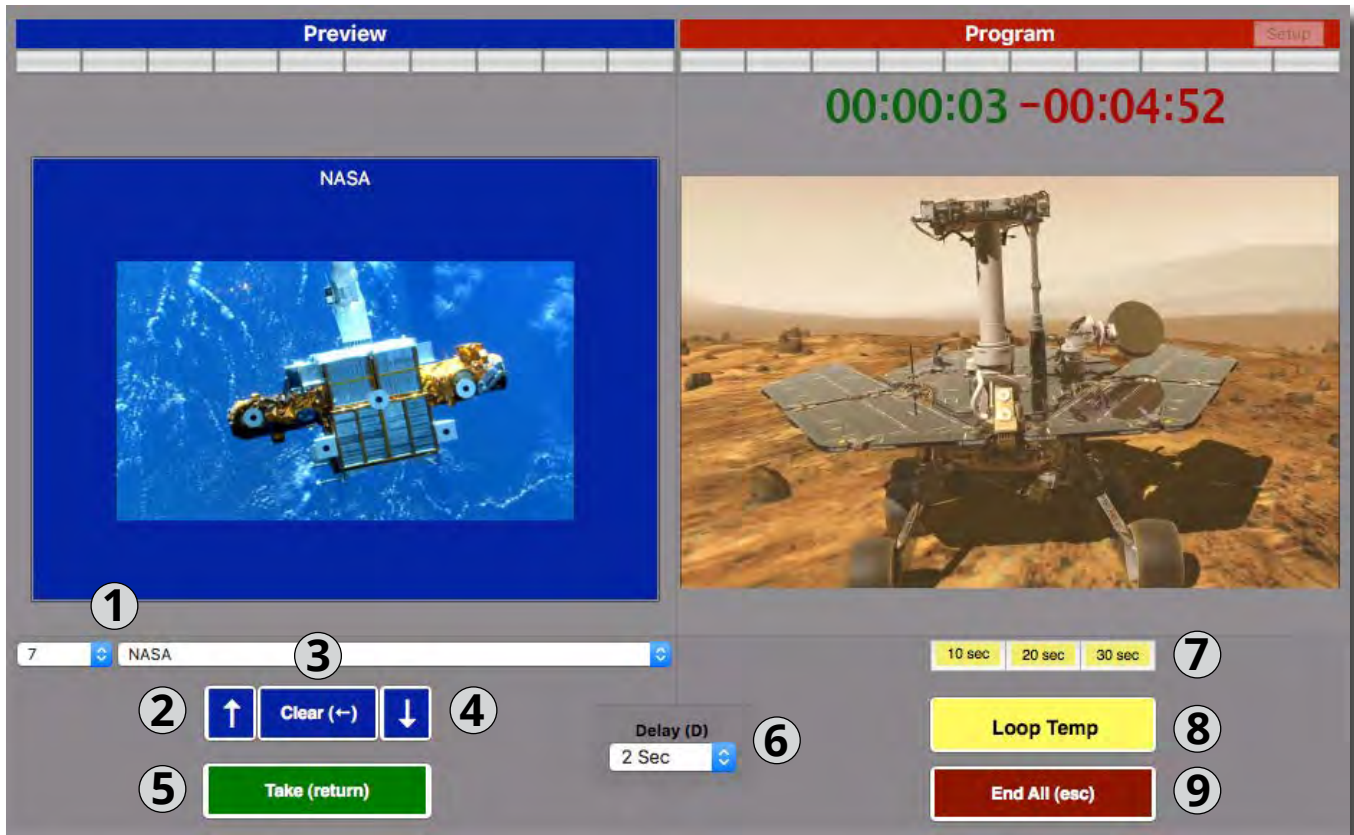 Preview
Program
Setup
00:00:03 -00:04:52
NASA
1
7
NASA
3
10 sec
20 sec
30 sec
7
2
↑
Clear (←)
↓
4
Delay (D)
2 Sec
6
Loop Temp
8
5
Take (return)
End All (esc)
9